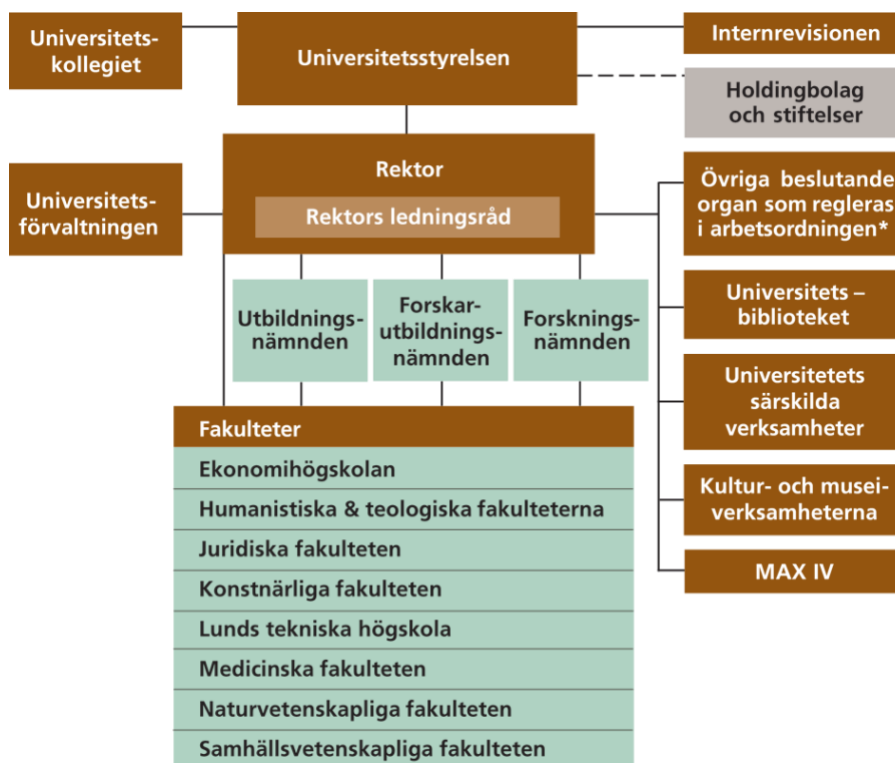 Universitets-
kollegiet
Universitetsstyrelsen
Internrevisionen
Holdingbolag
och stiftelser
Universitets-
förvaltningen
Rektor
Rektors ledningsråd
Övriga beslutande
organ som regleras
i arbetsordningen*
Utbildnings-
nämnden
Forskar-
utbildnings-
nämnden
Forsknings-
nämnden
Universitets –
biblioteket
Universitetets
särskilda
verksamheter
Kultur- och musei-
verksamheterna
MAX IV
Fakulteter
Ekonomihögskolan
Humanistiska & teologiska fakulteterna
Juridiska fakulteten
Konstnärliga fakulteten
Lunds tekniska högskola
Medicinska fakulteten
Naturvetenskapliga fakulteten
Samhällsvetenskapliga fakulteten